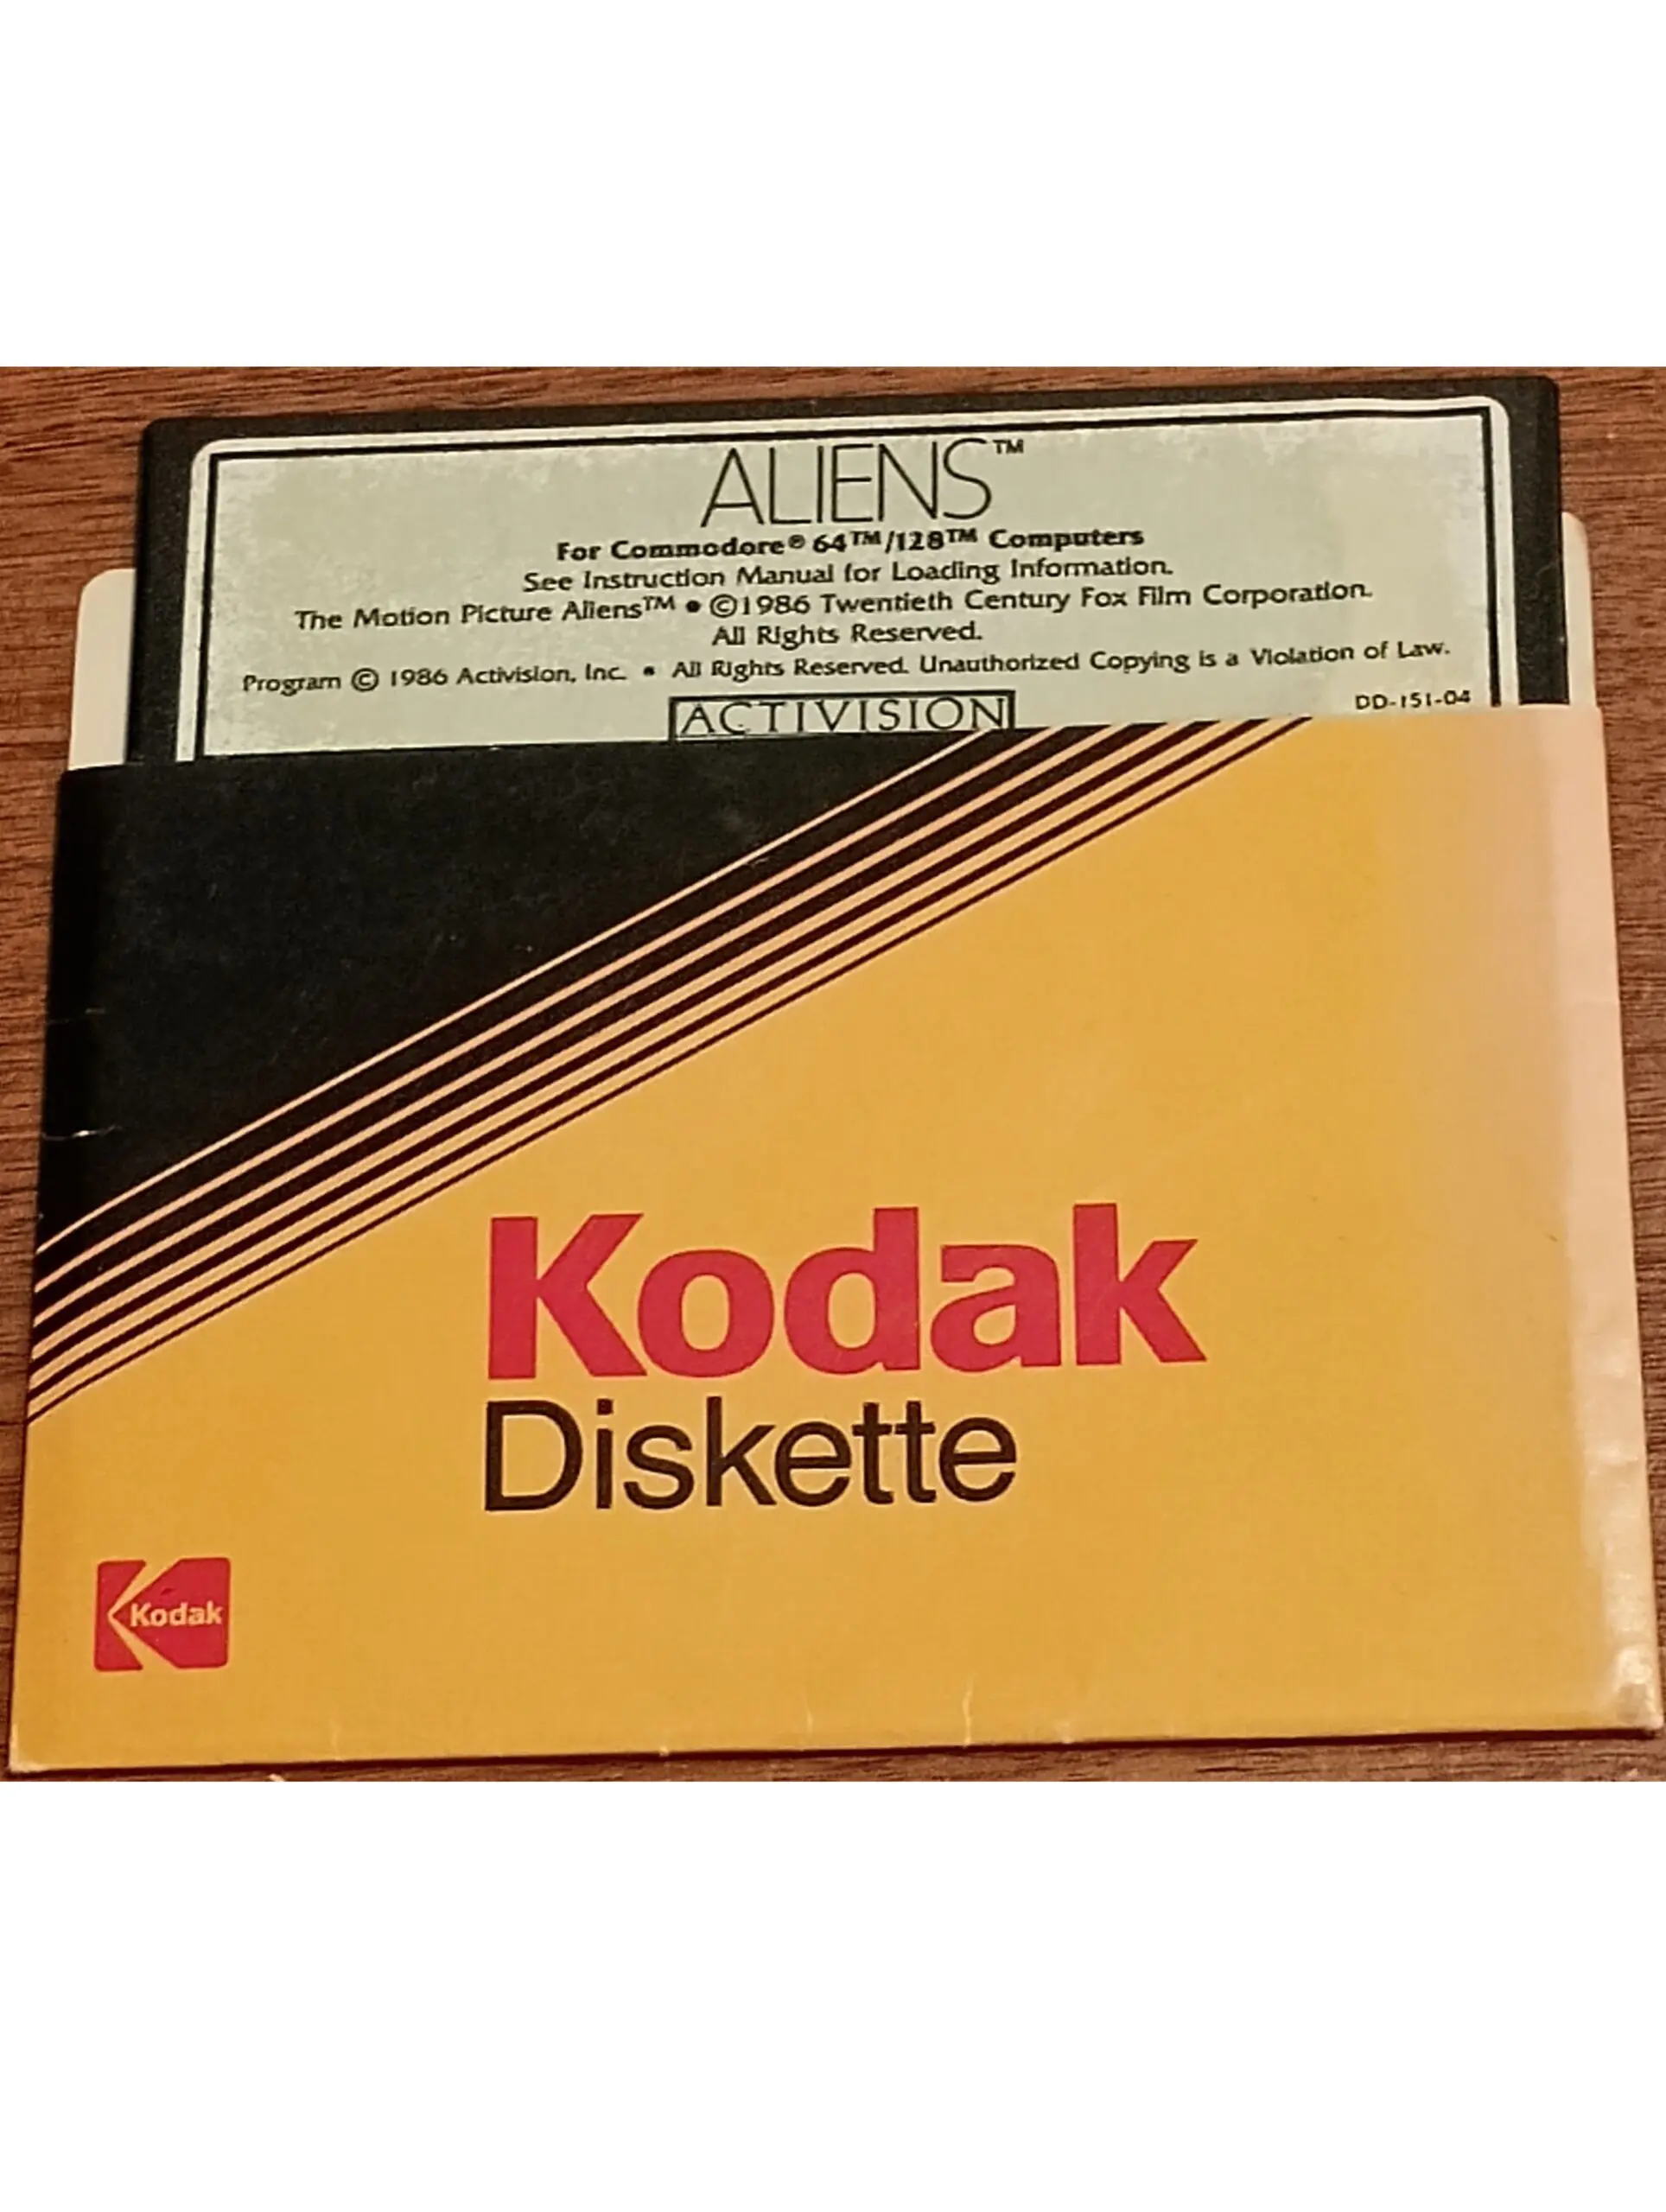 ALIENS™
For Commodore® 64™/128™ Computers
See Instruction Manual for Loading Information.
The Motion Picture Aliens™ • ©1986 Twentieth Century Fox Film Corporation.
All Rights Reserved.
Program © 1986 Activision, Inc. • All Rights Reserved. Unauthorized Copying is a Violation of Law.
DD-151-04
ACTIVISION
Kodak
Diskette
Kodak